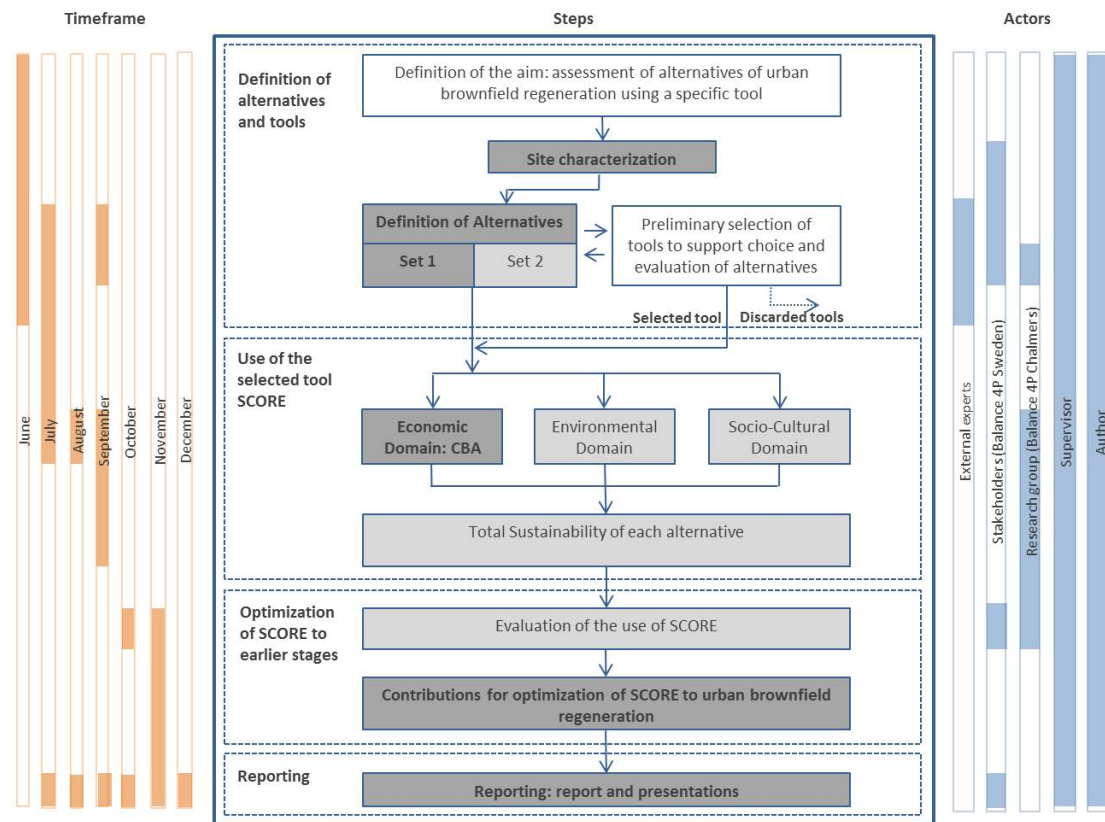 Timeframe
Steps
Actors
Definition of
alternatives
and tools
Definition of the aim: assessment of alternatives of urban
brownfield regeneration using a specific tool
Site characterization
Definition of Alternatives
Set 1
Set 2
Preliminary selection of
tools to support choice and
evaluation of alternatives
Selected tool
Discarded tools
Use of the
selected tool
SCORE
Economic
Domain: CBA
Environmental
Domain
Socio-Cultural
Domain
Total Sustainability of each alternative
Optimization
of SCORE to
earlier stages
Evaluation of the use of SCORE
Contributions for optimization of SCORE to urban brownfield
regeneration
Reporting
Reporting: report and presentations
June
July
August
September
October
November
December
External experts
Stakeholders (Balance 4P Sweden)
Research group (Balance 4P Chalmers)
Supervisor
Author